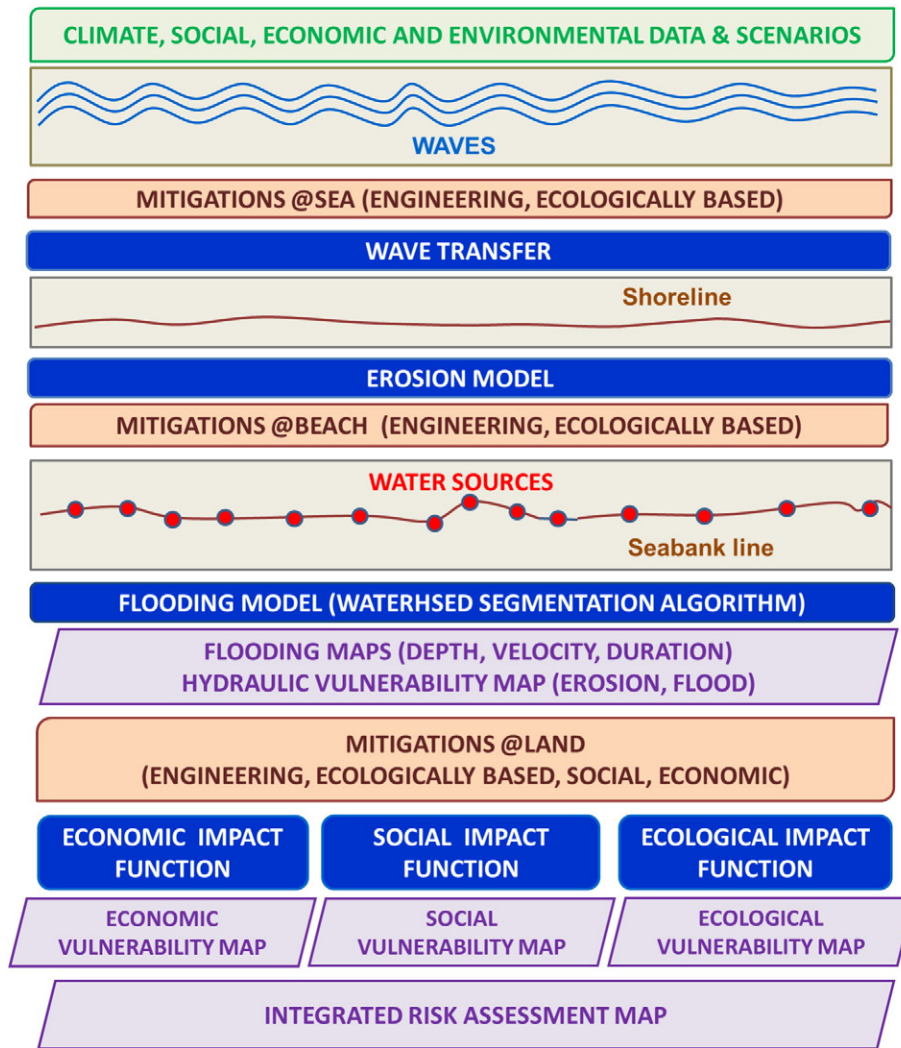 CLIMATE, SOCIAL, ECONOMIC AND ENVIRONMENTAL DATA & SCENARIOS
WAVES
MITIGATIONS @SEA (ENGINEERING, ECOLOGICALLY BASED)
WAVE TRANSFER
Shoreline
EROSION MODEL
MITIGATIONS @BEACH (ENGINEERING, ECOLOGICALLY BASED)
WATER SOURCES
Seabank line
FLOODING MODEL (WATERHSED SEGMENTATION ALGORITHM)
FLOODING MAPS (DEPTH, VELOCITY, DURATION)
HYDRAULIC VULNERABILITY MAP (EROSION, FLOOD)
MITIGATIONS @LAND
(ENGINEERING, ECOLOGICALLY BASED, SOCIAL, ECONOMIC)
ECONOMIC IMPACT
FUNCTION
SOCIAL IMPACT
FUNCTION
ECOLOGICAL IMPACT
FUNCTION
ECONOMIC
VULNERABILITY MAP
SOCIAL
VULNERABILITY MAP
ECOLOGICAL
VULNERABILITY MAP
INTEGRATED RISK ASSESSMENT MAP